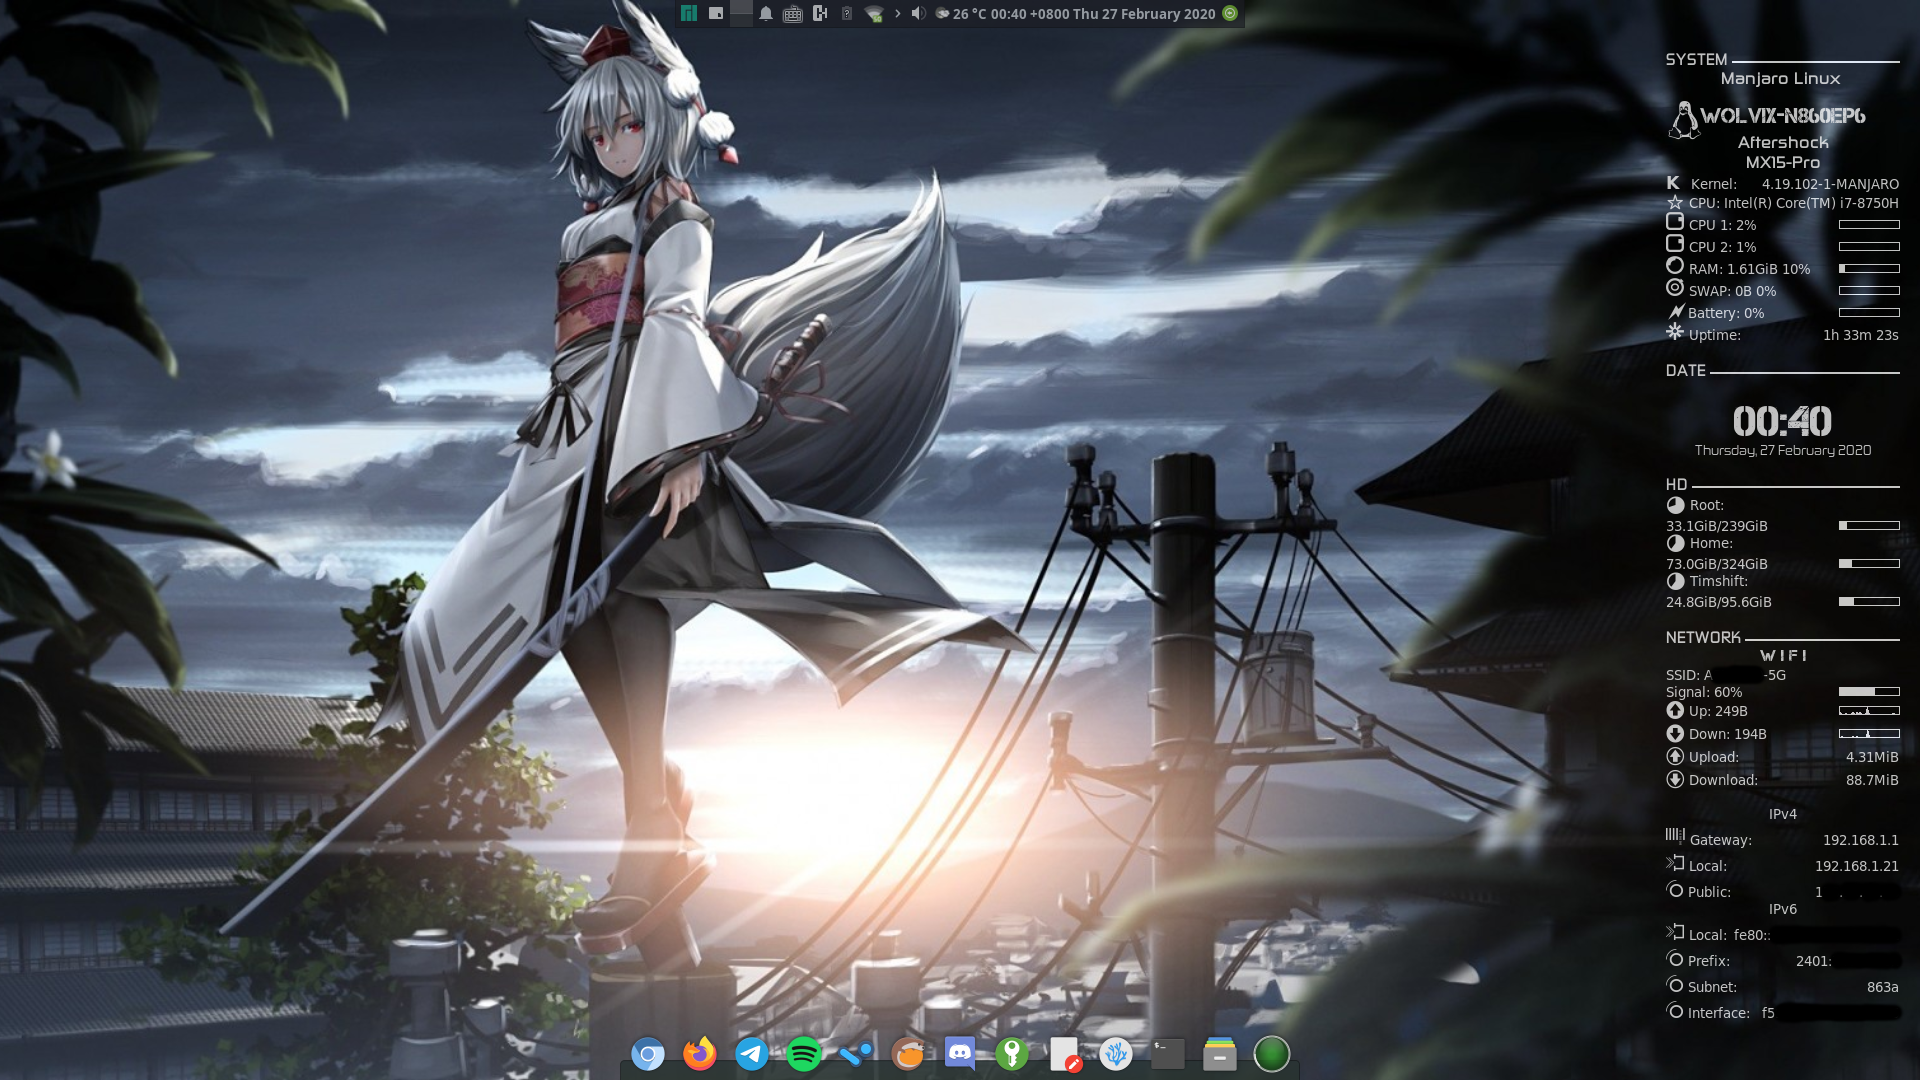 26 °C 00:40 +0800 Thu 27 February 2020
SYSTEM
Manjaro Linux
WOLVIX-N860EP6
Aftershock
MX15-Pro
K Kernel: 4.19.102-1-MANJARO
CPU: Intel(R) Core(TM) i7-8750H
CPU 1: 2%
CPU 2: 1%
RAM: 1.61GiB 10%
SWAP: 0B 0%
Battery: 0%
Uptime: 1h 33m 23s
DATE
00:40
Thursday, 27 February 2020
HD
Root:
33.1GiB/239GiB
Home:
73.0GiB/324GiB
Timshift:
24.8GiB/95.6GiB
NETWORK
WIFI
SSID: A -5G
Signal: 60%
Up: 249B
Down: 194B
Upload: 4.31MiB
Download: 88.7MiB
IPv4
Gateway: 192.168.1.1
Local: 192.168.1.21
Public: 1
IPv6
Local: fe80::
Prefix: 2401:
Subnet: 863a
Interface: f5
$_